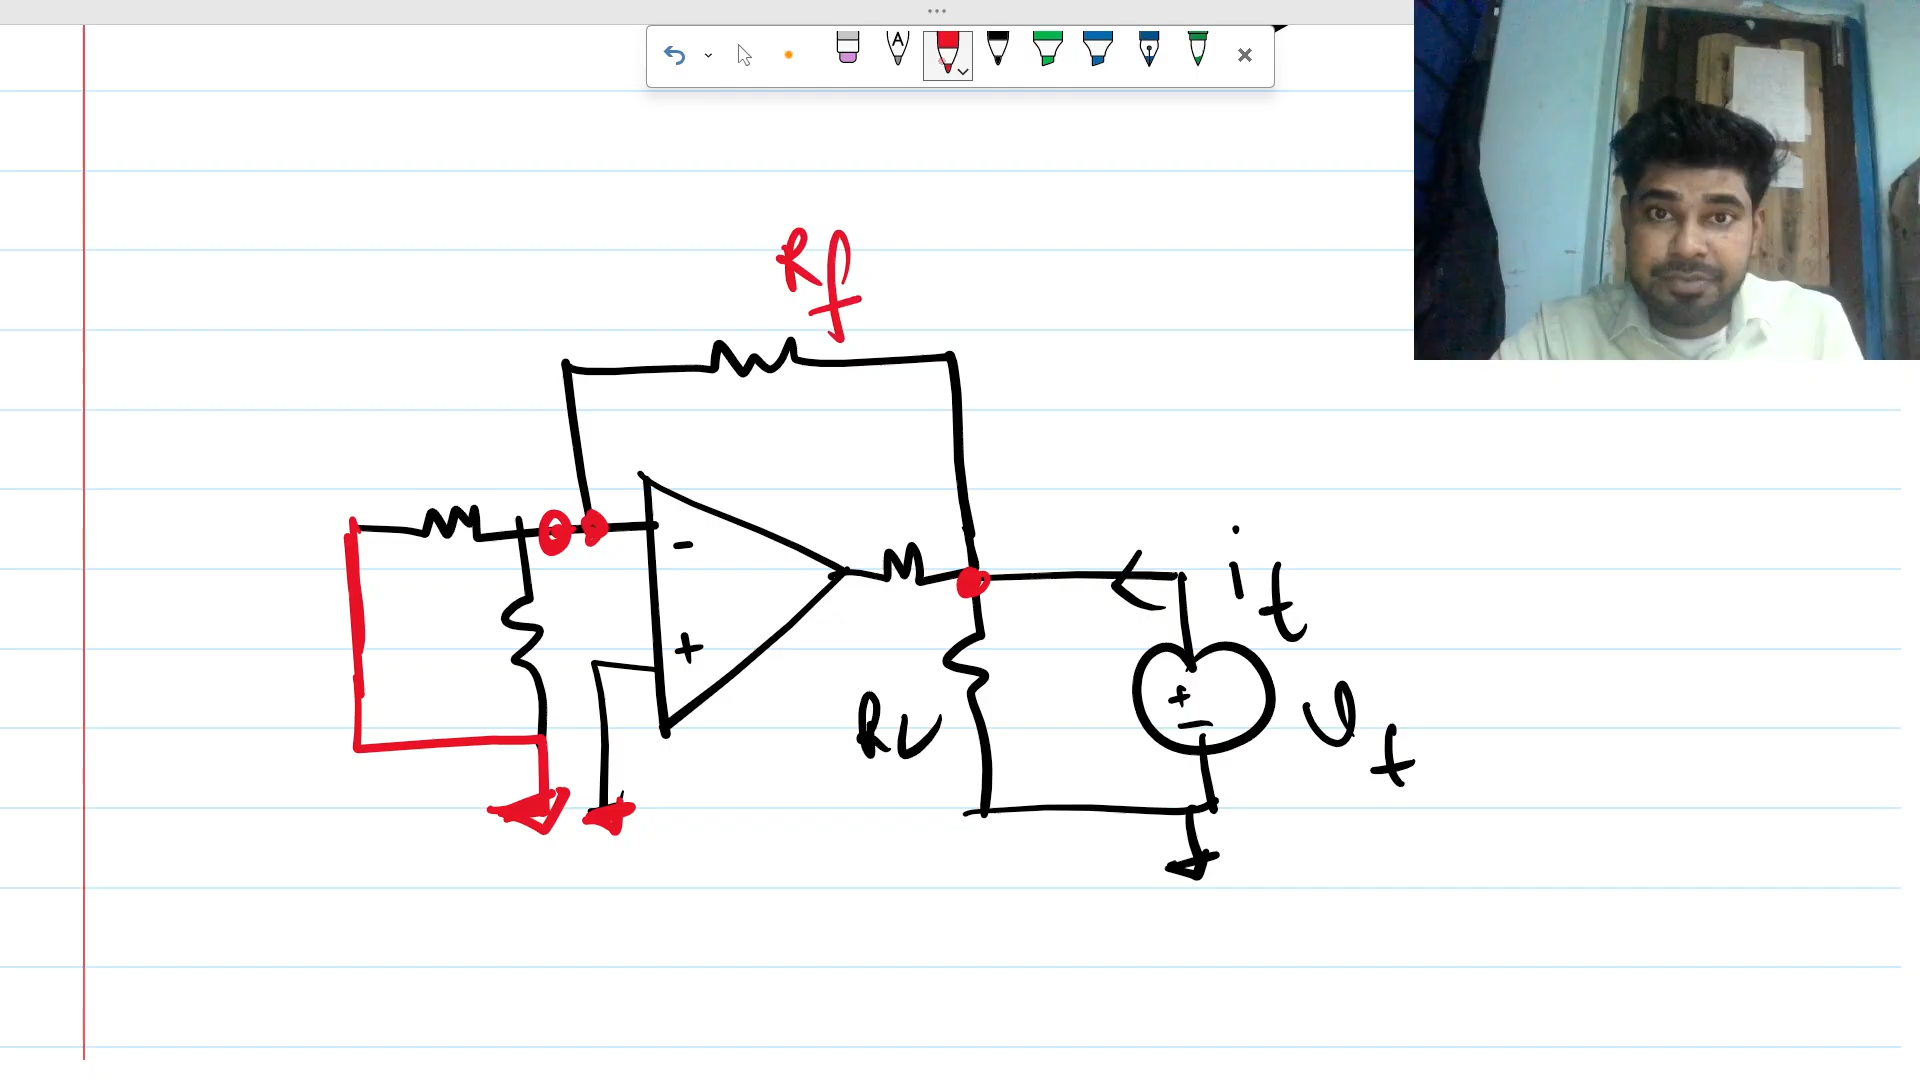 Rf
-
it
+
RL
+
-
vt